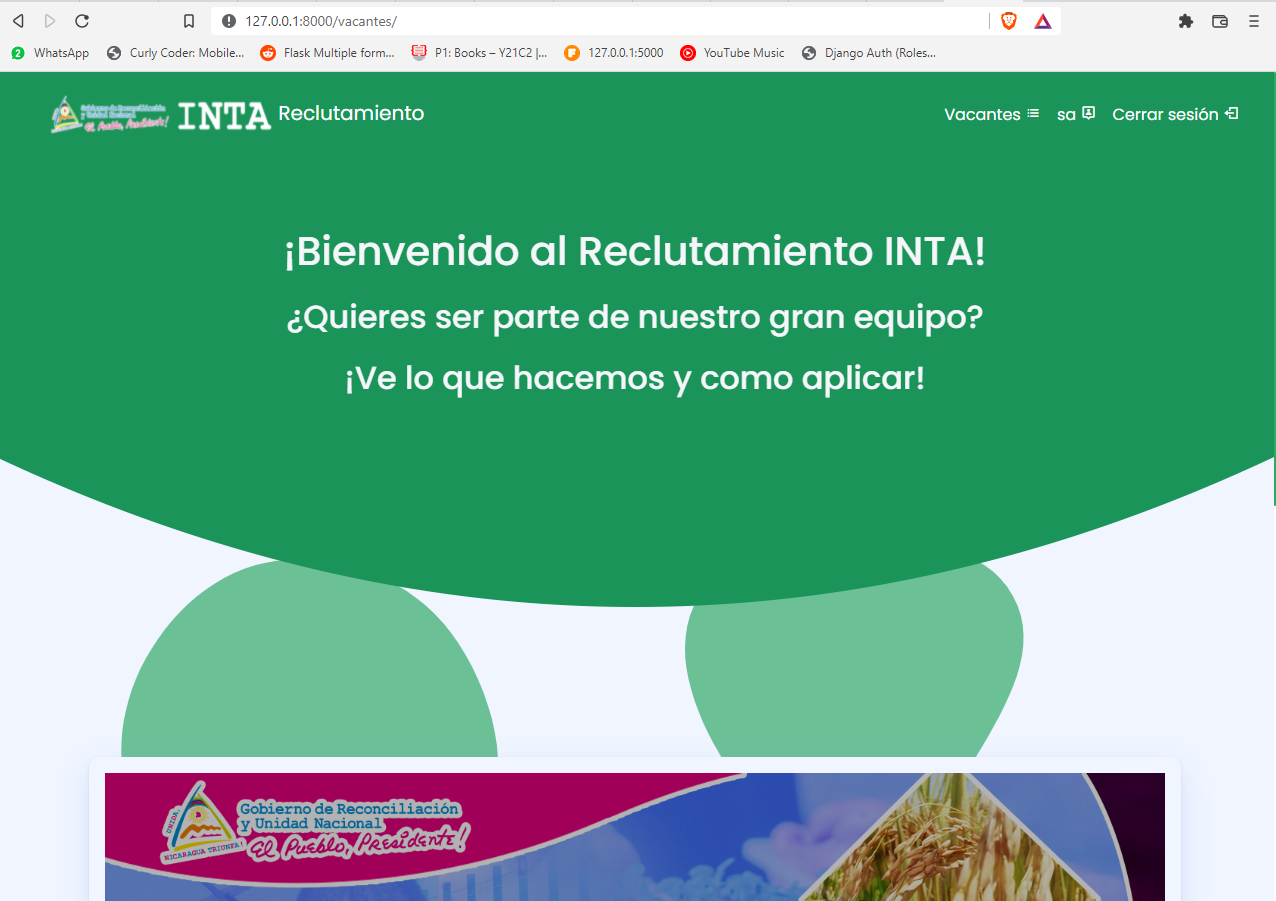 127.0.0.1:8000/vacantes/
2 WhatsApp
Curly Coder: Mobile...
Flask Multiple form...
P1: Books – Y21C2 |...
127.0.0.1:5000
YouTube Music
Django Auth (Roles...
Gobierno de Reconciliación
y Unidad Nacional
El Pueblo, Presidente!
INTA Reclutamiento
Vacantes
sa
Cerrar sesión
¡Bienvenido al Reclutamiento INTA!
¿Quieres ser parte de nuestro gran equipo?
¡Ve lo que hacemos y como aplicar!
UNIDA,
NICARAGUA TRIUNFA!
Gobierno de Reconciliación
y Unidad Nacional
El Pueblo, Presidente!